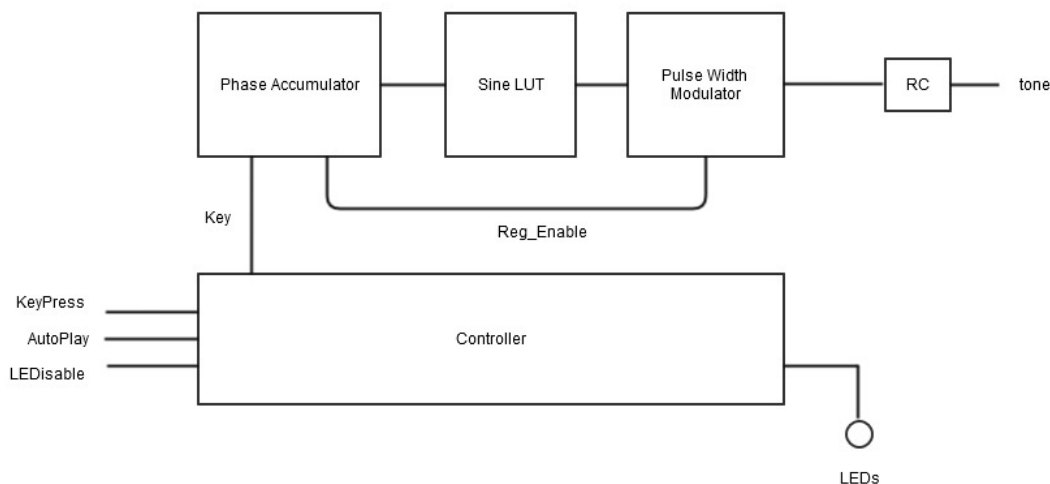 Phase Accumulator
Sine LUT
Pulse Width
Modulator
RC
tone
Key
Reg_Enable
KeyPress
AutoPlay
LEDisable
Controller
LEDs